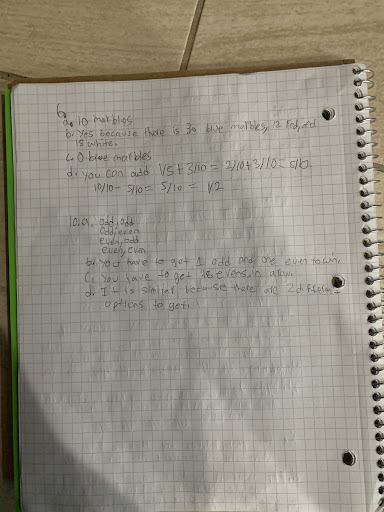 6.
a. 10 marbles
b. Yes because there is 30 blue marbles, 12 red, and
18 white.
c. 0 blue marbles
d. you can add 1/5 + 3/10 = 2/10 + 3/10 = 5/10.
10/10 - 5/10 = 5/10 = 1/2
10. a. odd, odd
odd, even
even, odd
even, even
b. You have to get 1 odd and one even to win.
c. You have to get evens in a row.
d. It is similar because there are 2 different
options to get.